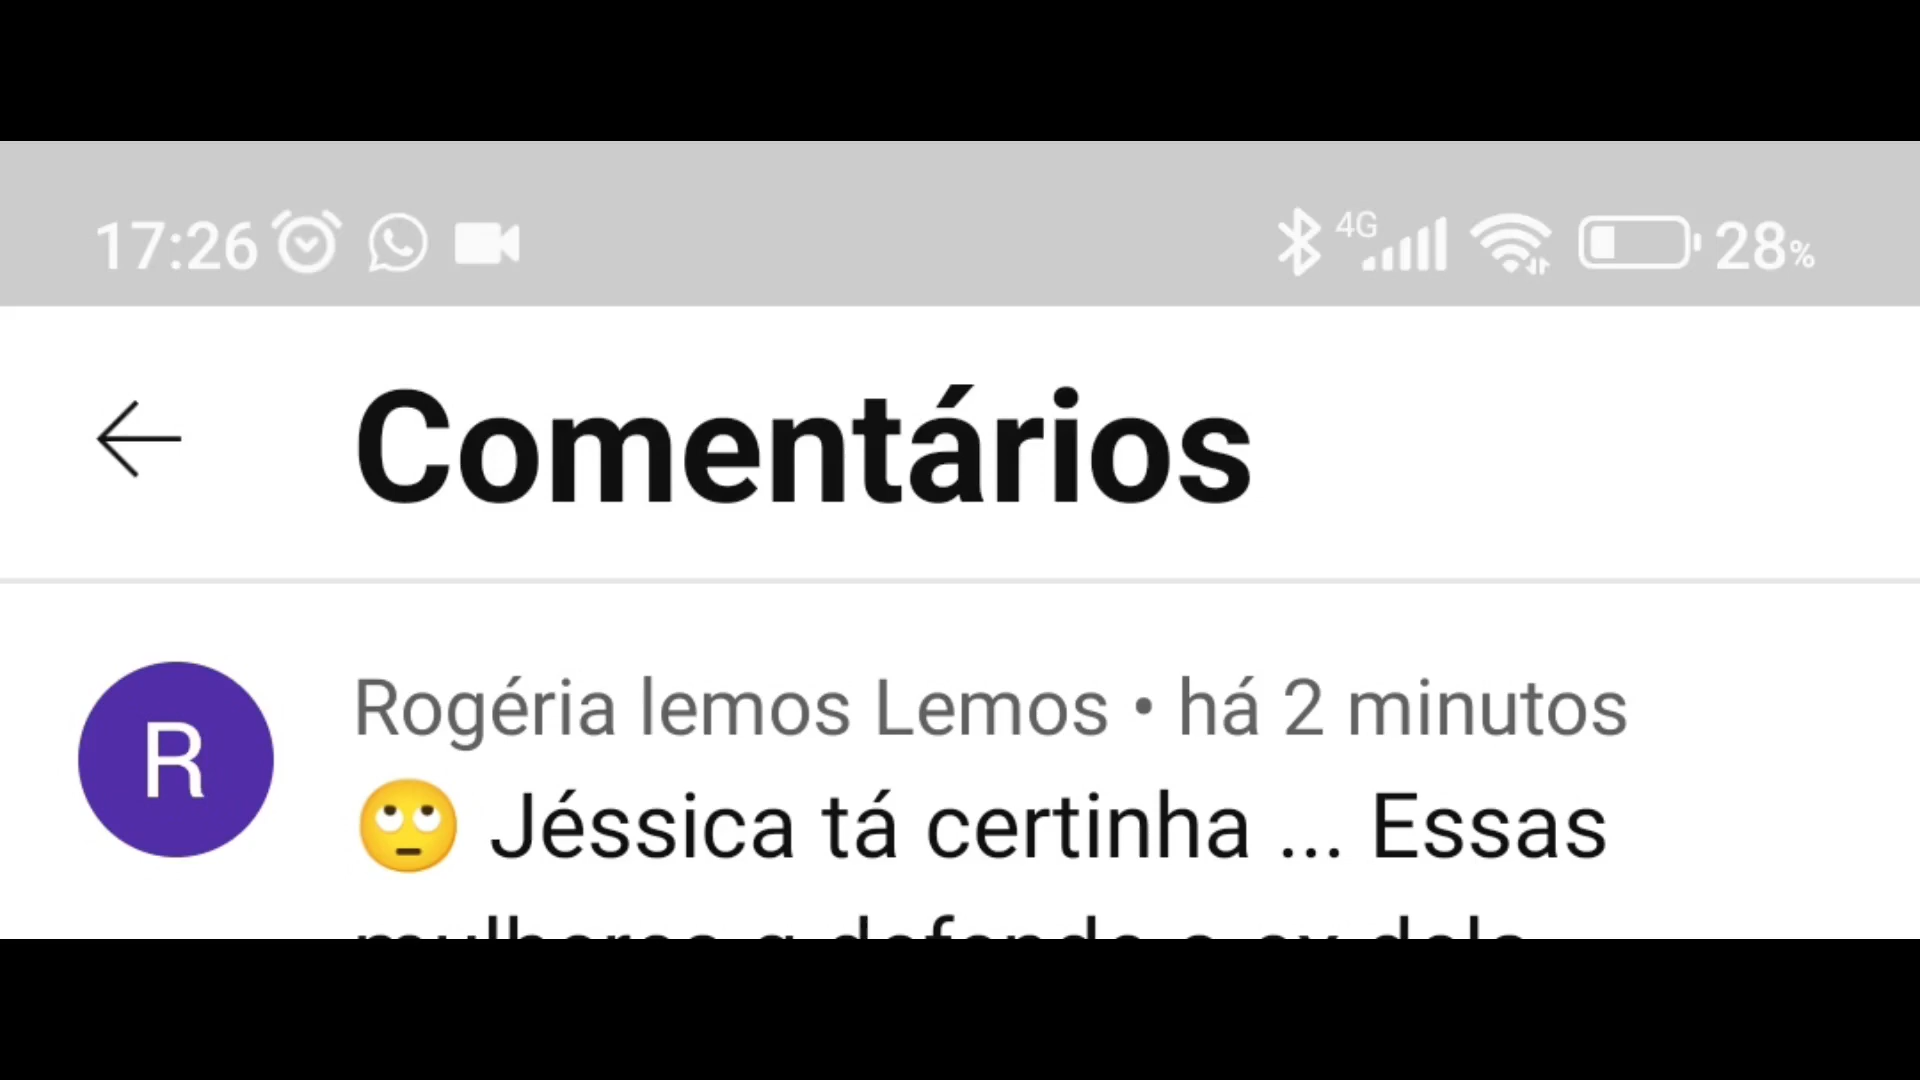 17:26 4G 28%
Comentários
R
Rogéria lemos Lemos • há 2 minutos
🙄 Jéssica tá certinha ... Essas